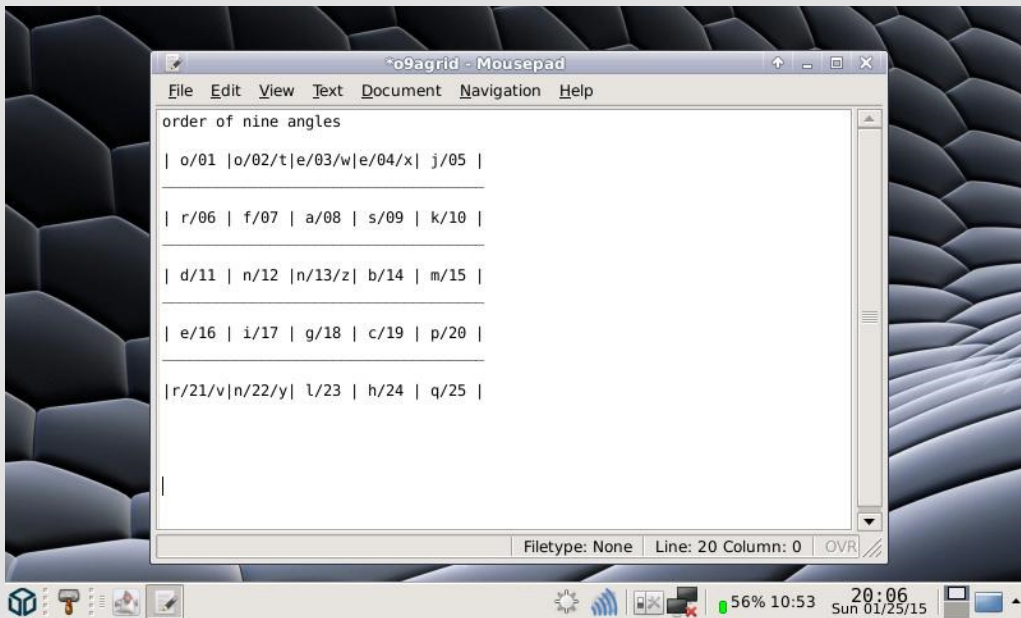 *o9agrid - Mousepad
File Edit View Text Document Navigation Help
order of nine angles
| o/01 |o/02/t|e/03/w|e/04/x| j/05 |
| r/06 | f/07 | a/08 | s/09 | k/10 |
| d/11 | n/12 |n/13/z| b/14 | m/15 |
| e/16 | i/17 | g/18 | c/19 | p/20 |
|r/21/v|n/22/y| l/23 | h/24 | q/25 |
Filetype: None Line: 20 Column: 0 OVR
56% 10:53 20:06
Sun 01/25/15